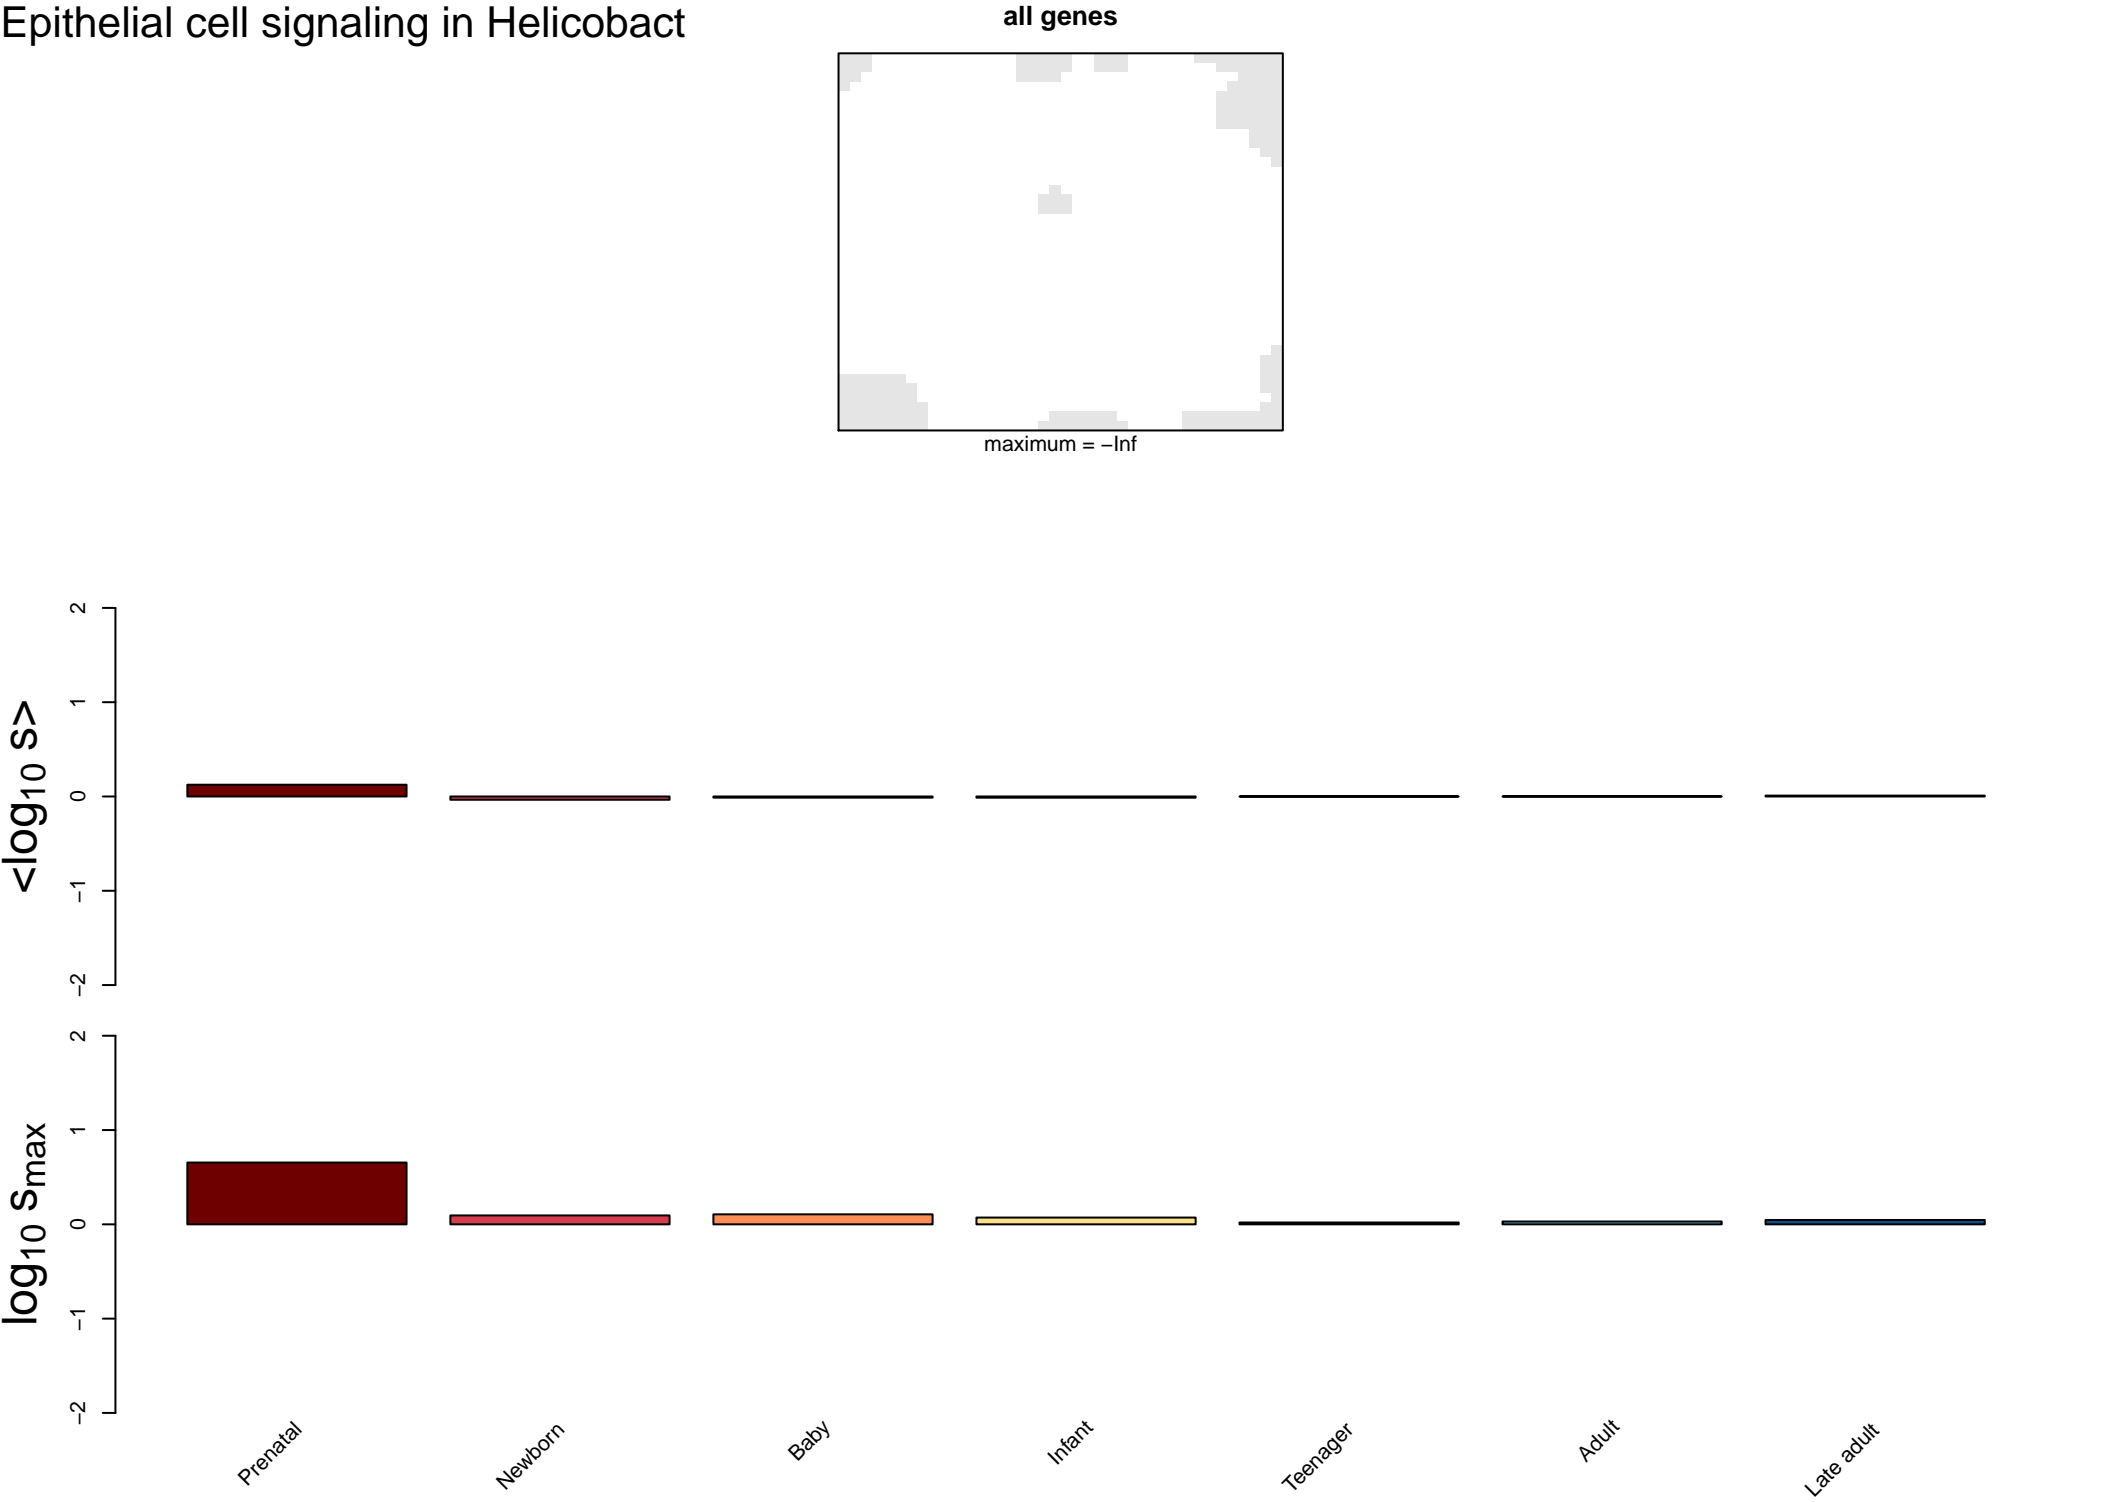 Epithelial cell signaling in Helicobact
all genes
maximum = −Inf
<log10 s>
2
1
0
−1
−2
log10 smax
2
1
0
−1
−2
Prenatal
Newborn
Baby
Infant
Teenager
Adult
Late adult